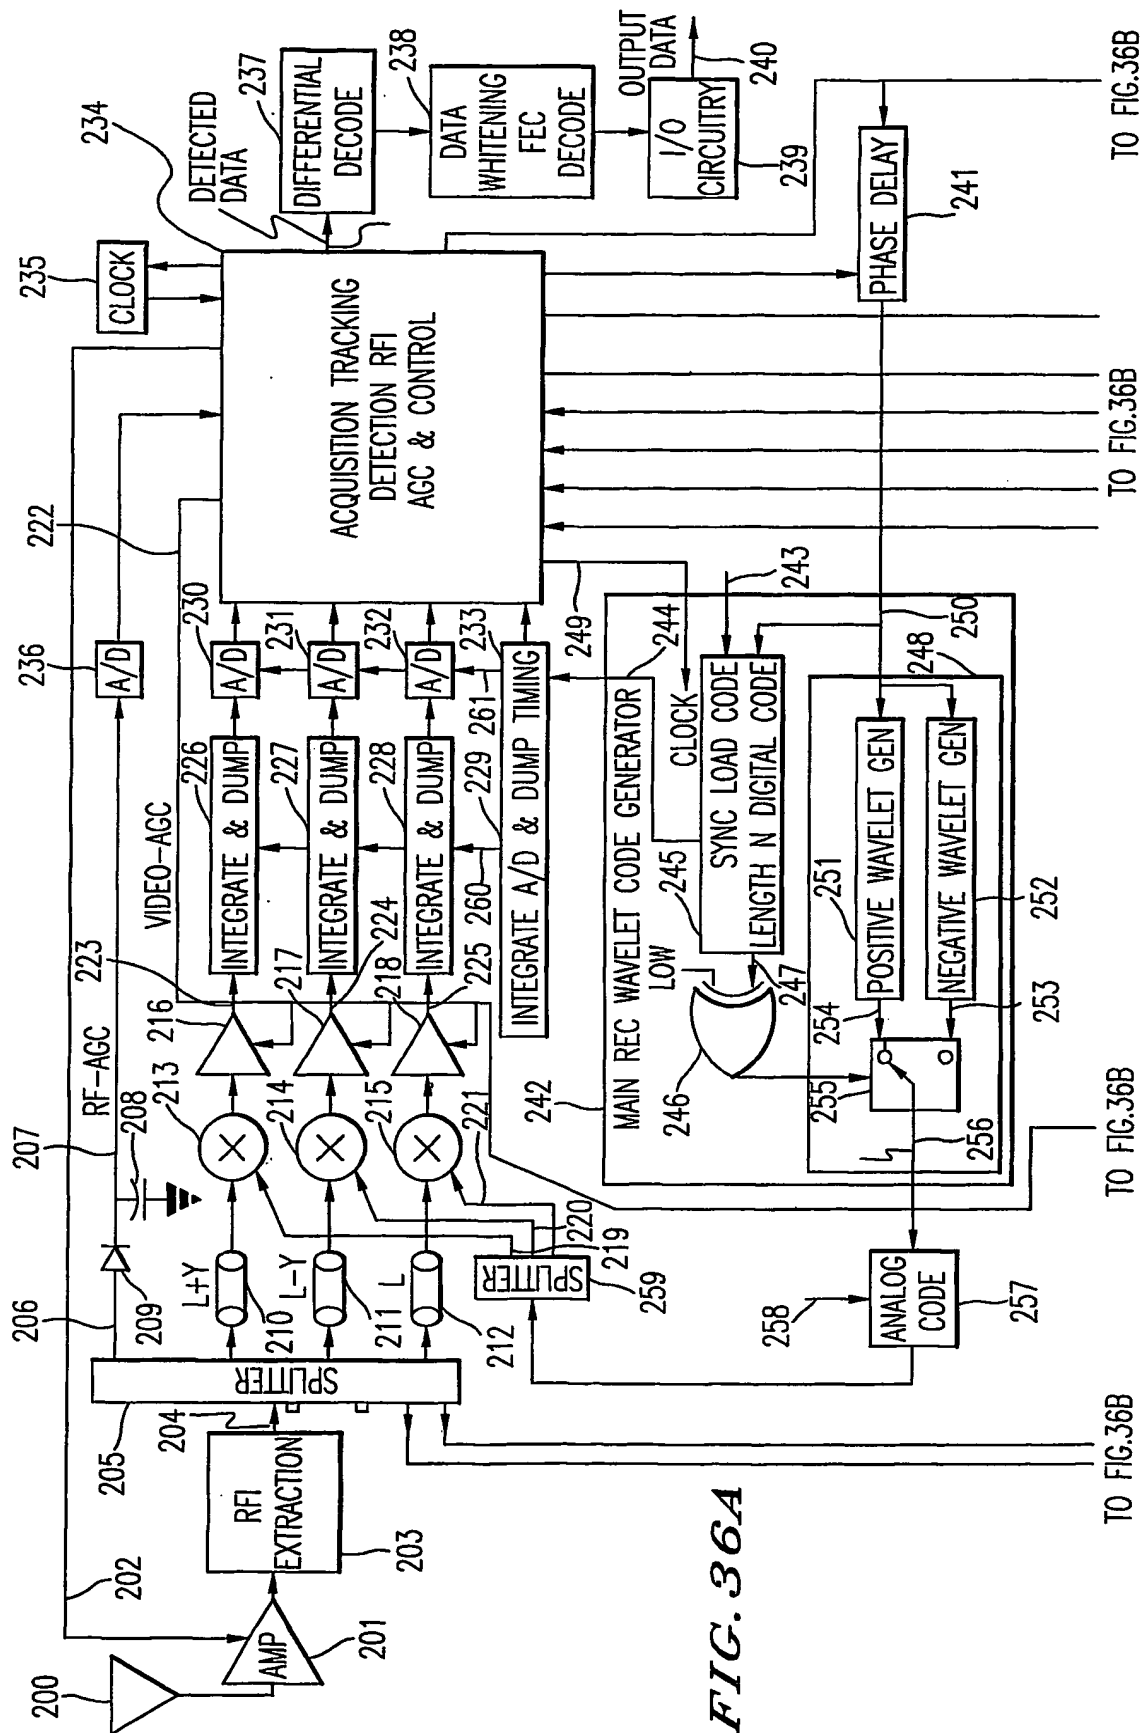 200
AMP
201
202
RFI
EXTRACTION
203
204
205
SPLITTER
206
209
207
208
RF-AGC
L+Y
210
L-Y
211
L
212
213
214
215
216
217
218
219
220
221
SPLITTER
259
223
224
225
VIDEO-AGC
222
INTEGRATE & DUMP
226
INTEGRATE & DUMP
227
INTEGRATE & DUMP
228
INTEGRATE A/D & DUMP TIMING
229
260
261
A/D
236
A/D
230
A/D
231
A/D
232
233
ACQUISITION TRACKING
DETECTION RFI
AGC & CONTROL
234
CLOCK
235
DETECTED
DATA
DIFFERENTIAL
DECODE
237
DATA
WHITENING
FEC
DECODE
238
I/O
CIRCUITRY
239
OUTPUT
DATA
240
PHASE DELAY
241
242
MAIN REC WAVELET CODE GENERATOR
244
249
243
CLOCK
SYNC LOAD CODE
LENGTH N DIGITAL CODE
245
LOW
246
247
248
250
POSITIVE WAVELET GEN
251
NEGATIVE WAVELET GEN
252
253
254
255
256
ANALOG
CODE
257
258
TO FIG.36B
TO FIG.36B
TO FIG.36B
TO FIG.36B
FIG. 36A